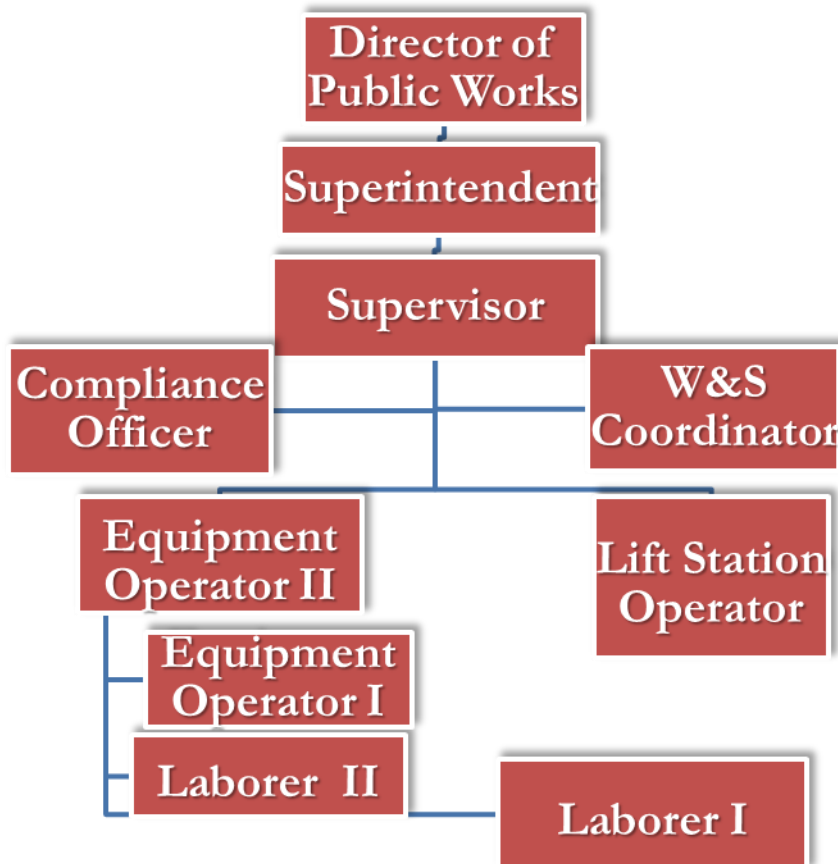 Director of
Public Works
Superintendent
Supervisor
Compliance
Officer
W&S
Coordinator
Equipment
Operator II
Lift Station
Operator
Equipment
Operator I
Laborer II
Laborer I